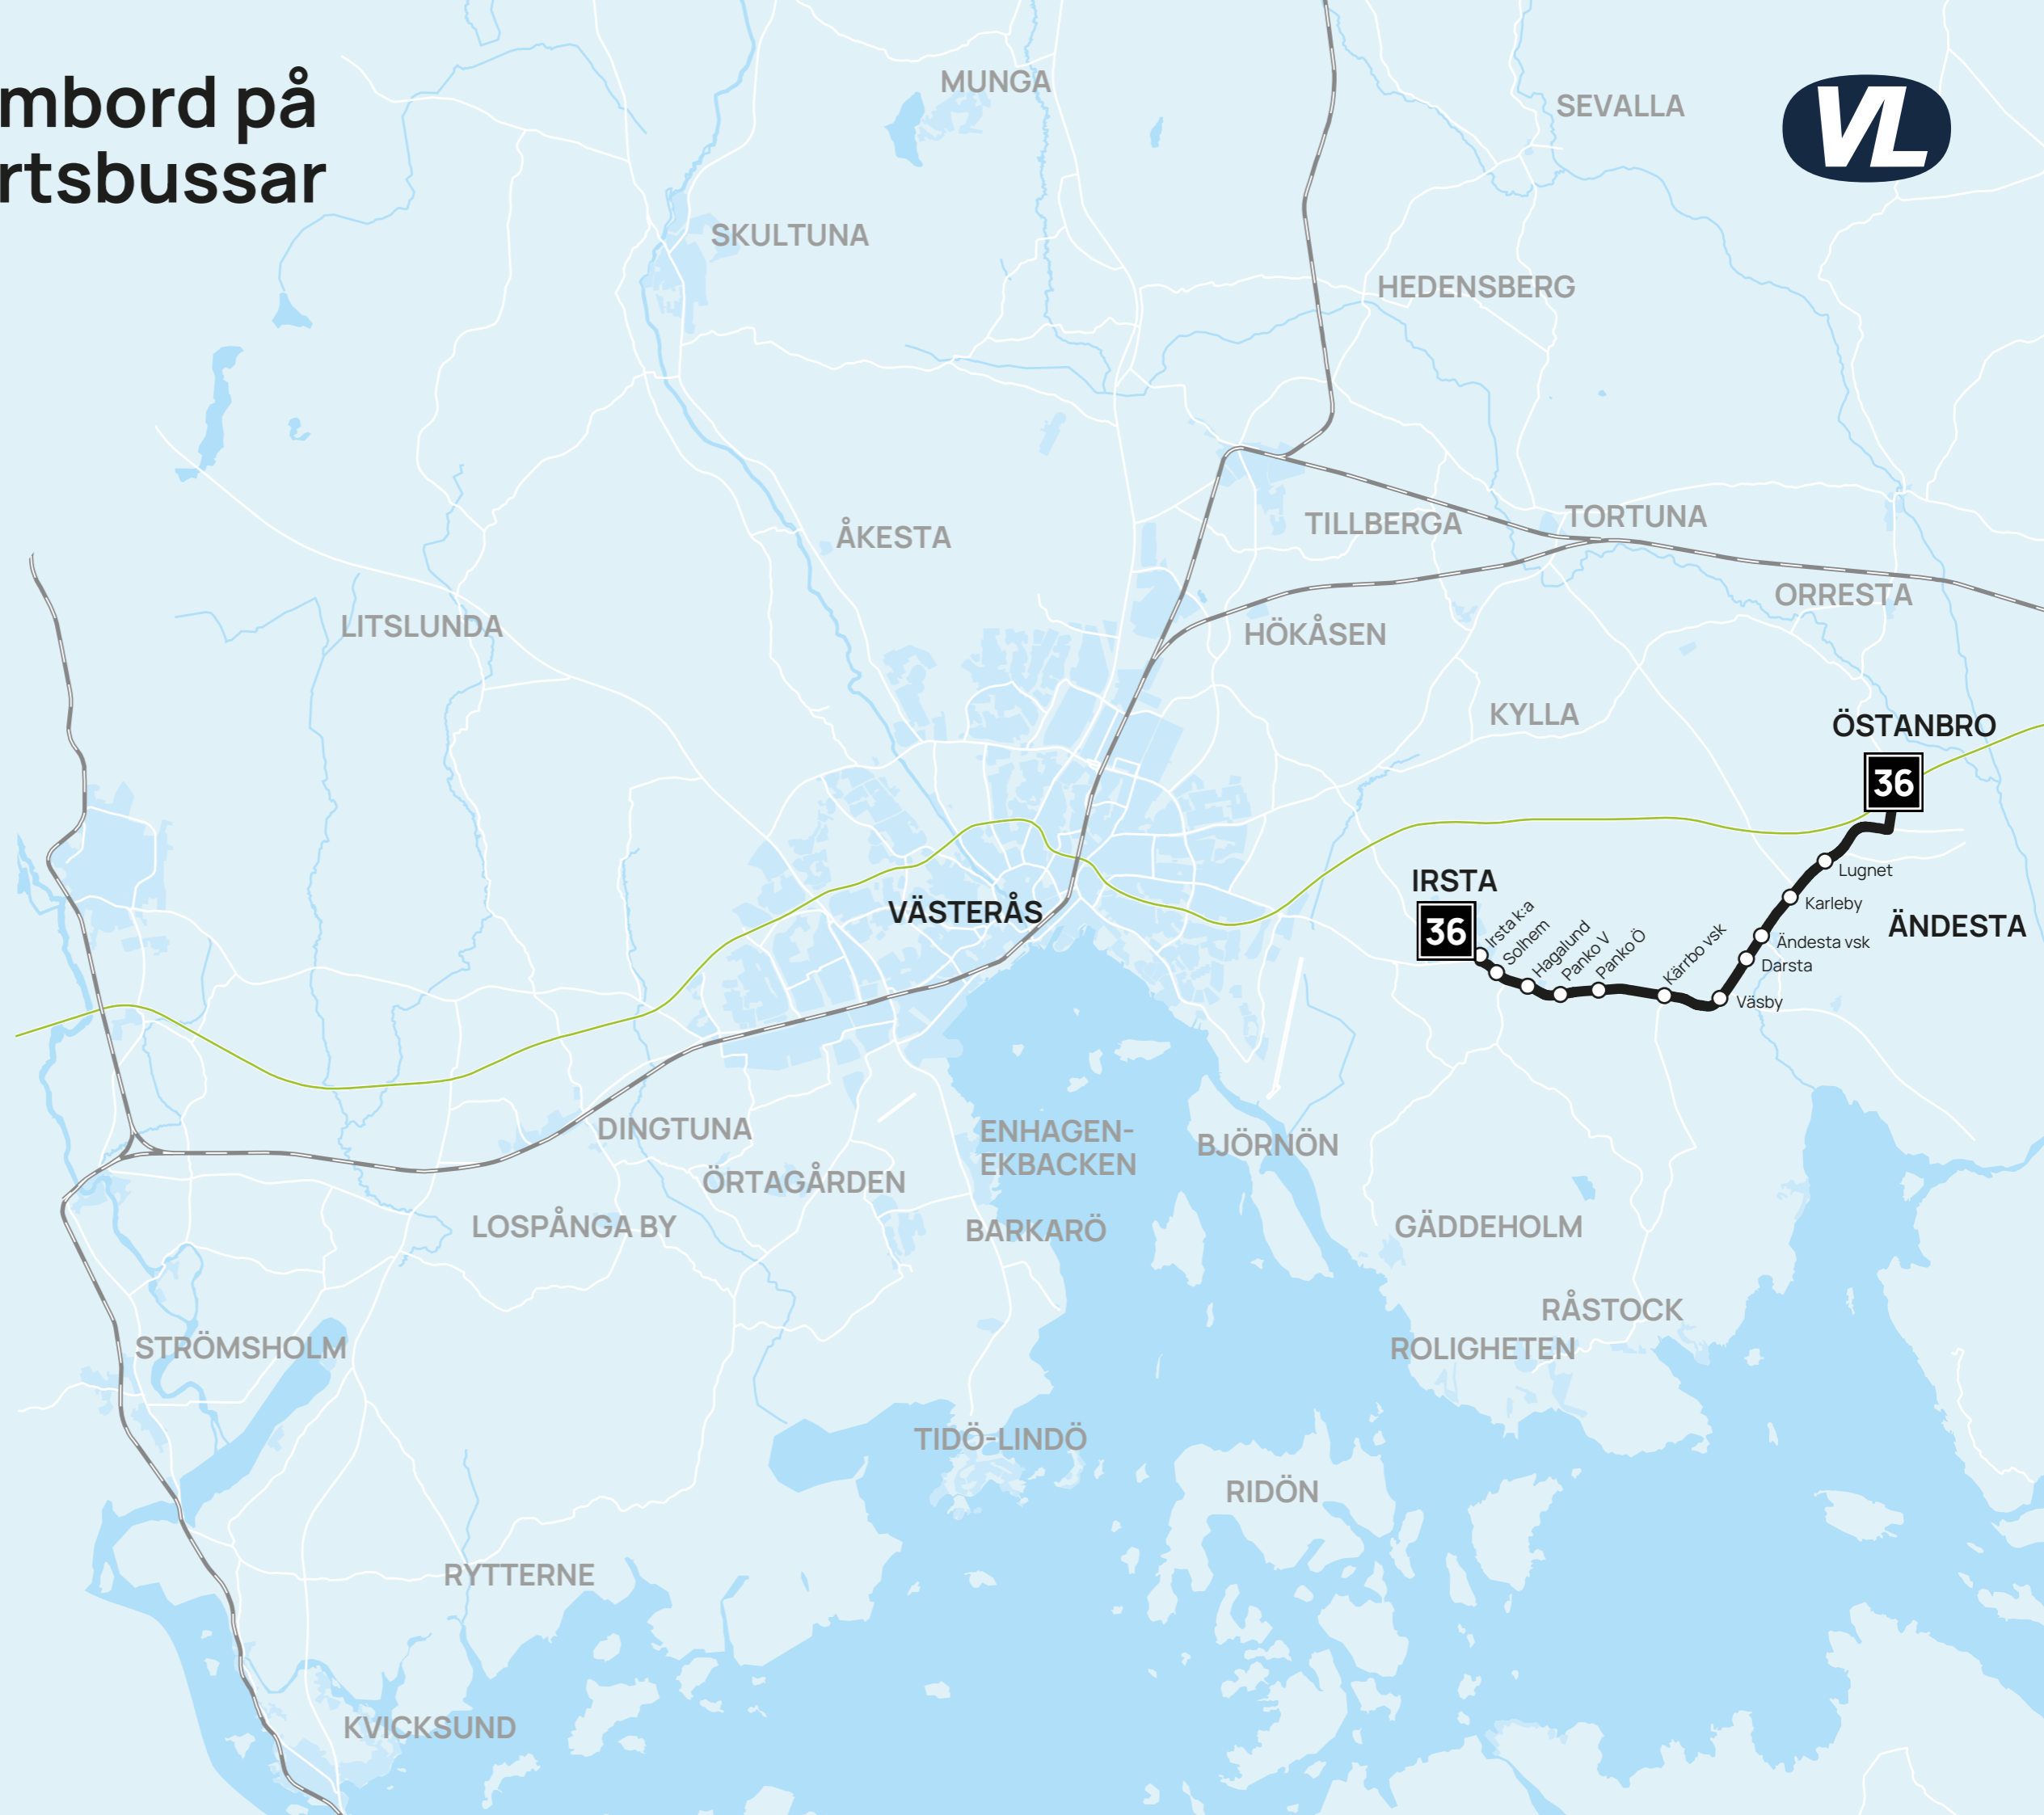 mbord på
rtsbussar
VL
MUNGA
SEVALLA
SKULTUNA
HEDENSBERG
ÅKESTA
TILLBERGA
TORTUNA
ORRESTA
LITSLUNDA
HÖKÅSEN
KYLLA
ÖSTANBRO
36
Lugnet
IRSTA
36
VÄSTERÅS
Karleby
ÄNDESTA
Irsta k:a
Solhem
Hagalund
Panko V
Panko Ö
Kärrbo vsk
Ändesta vsk
Darsta
Väsby
DINGTUNA
ENHAGEN-
EKBACKEN
BJÖRNÖN
ÖRTAGÅRDEN
LOSPÅNGA BY
BARKARÖ
GÄDDEHOLM
RÅSTOCK
STRÖMSHOLM
ROLIGHETEN
TIDÖ-LINDÖ
RIDÖN
RYTTERNE
KVICKSUND